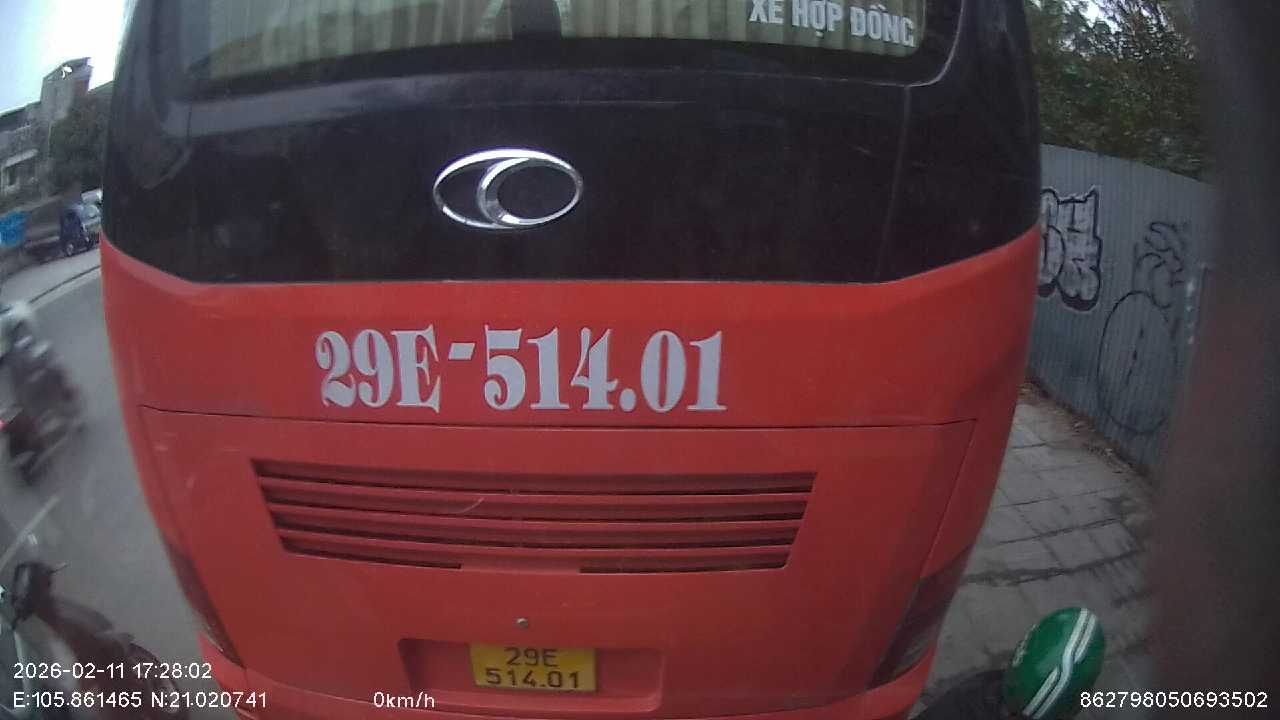 XE HỢP ĐỒNG
29E-514.01
29E
514.01
2026-02-11 17:28:02
E:105.861465 N21.020741 0km/h 862798050693502